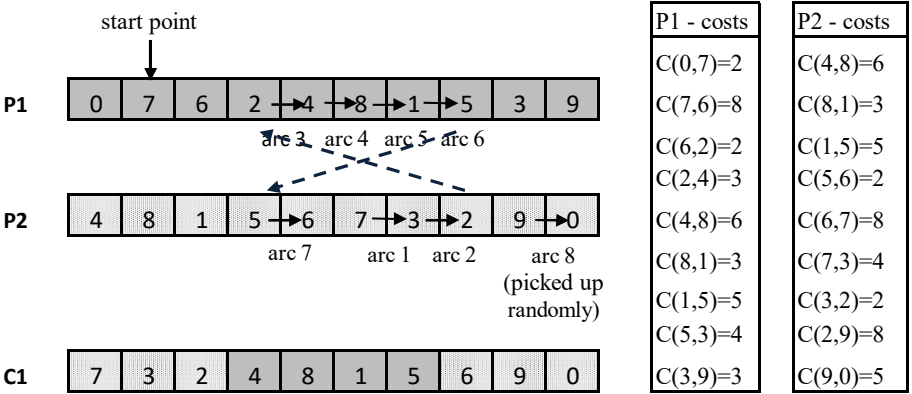 start point
P1 0 7 6 2 4 8 1 5 3 9
arc 3 arc 4 arc 5 arc 6
P2 4 8 1 5 6 7 3 2 9 0
arc 7 arc 1 arc 2 arc 8
(picked up
randomly)
C1 7 3 2 4 8 1 5 6 9 0
P1 - costs
C(0,7)=2
C(7,6)=8
C(6,2)=2
C(2,4)=3
C(4,8)=6
C(8,1)=3
C(1,5)=5
C(5,3)=4
C(3,9)=3
P2 - costs
C(4,8)=6
C(8,1)=3
C(1,5)=5
C(5,6)=2
C(6,7)=8
C(7,3)=4
C(3,2)=2
C(2,9)=8
C(9,0)=5